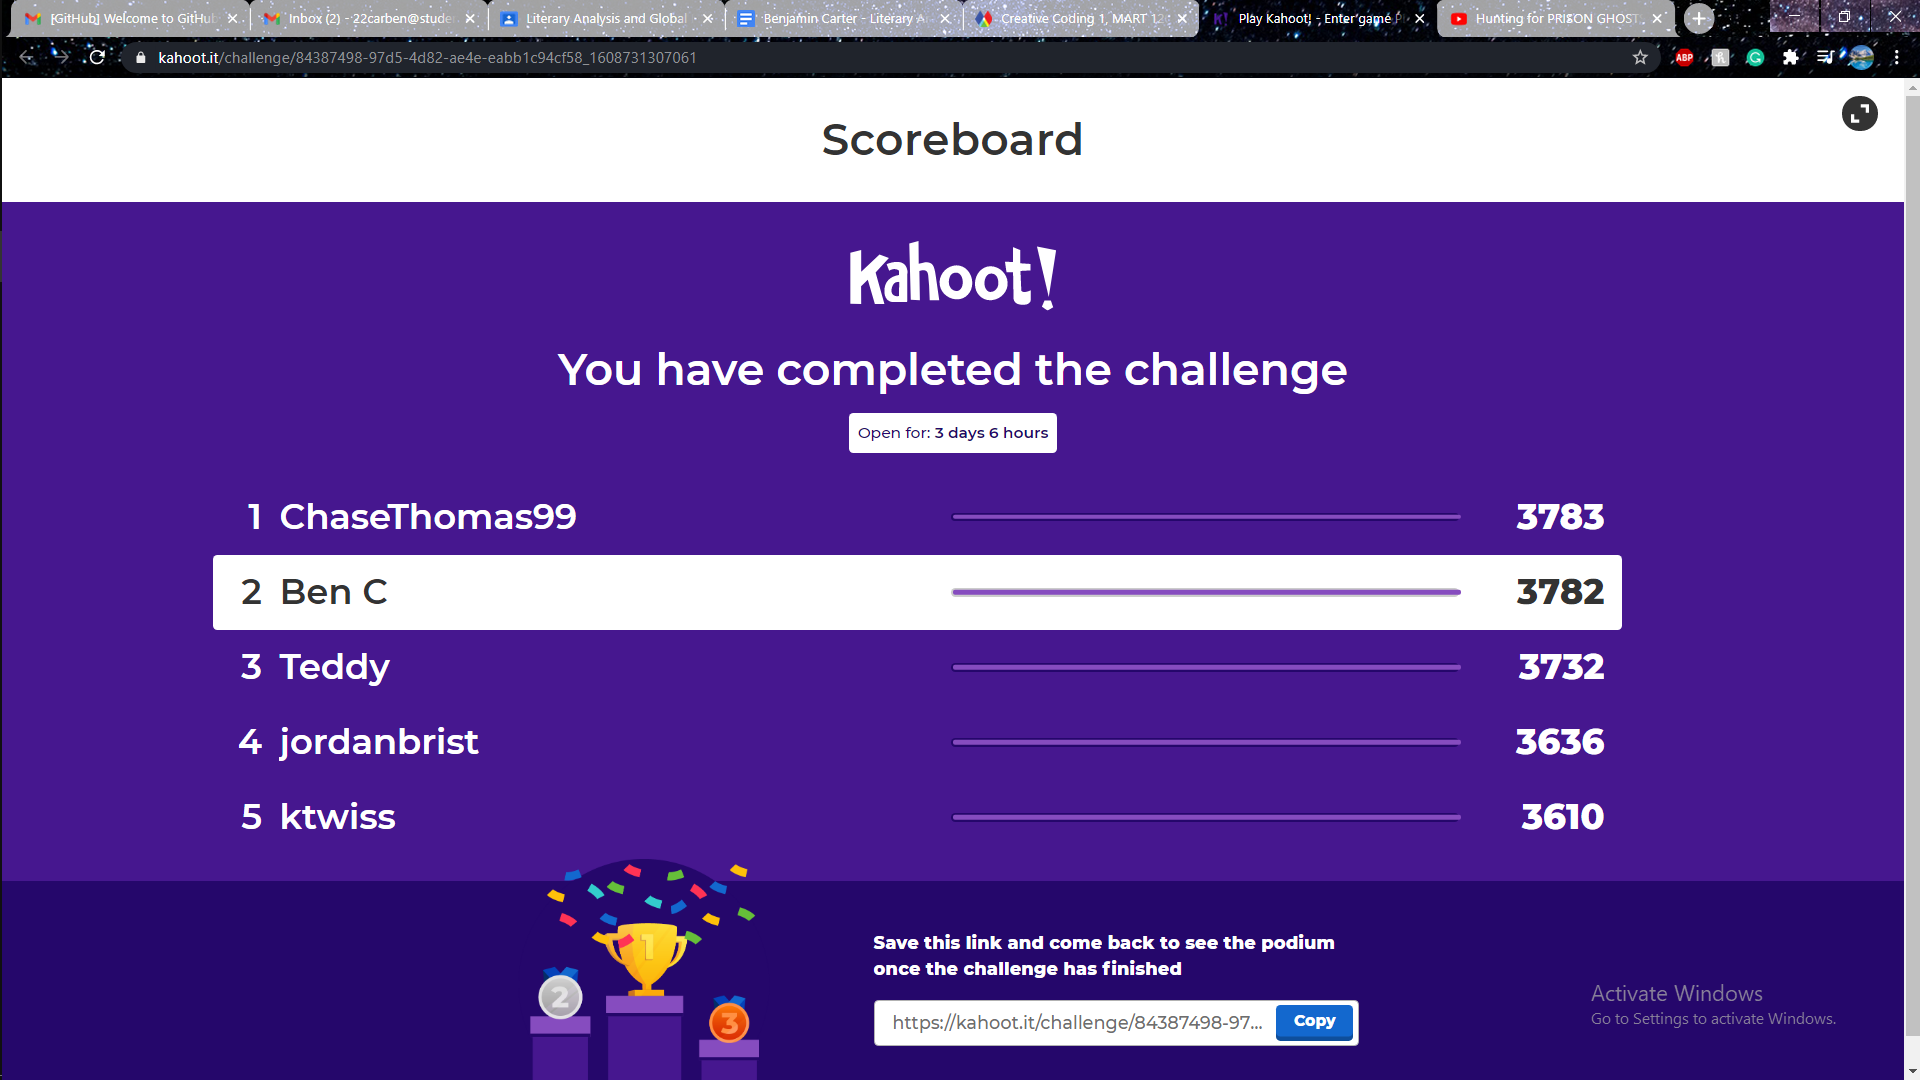 [GitHub] Welcome to GitHu
Inbox (2) - 22carben@stude
Literary Analysis and Global
Benjamin Carter - Literary A
Creative Coding 1, MART 12
Play Kahoot! - Enter game P
Hunting for PRISON GHOST
kahoot.it/challenge/84387498-97d5-4d82-ae4e-eabb1c94cf58_1608731307061
ABP
Scoreboard
Kahoot!
You have completed the challenge
Open for: 3 days 6 hours
1 ChaseThomas99 3783
2 Ben C 3782
3 Teddy 3732
4 jordanbrist 3636
5 ktwiss 3610
1
2
3
Save this link and come back to see the podium
once the challenge has finished
https://kahoot.it/challenge/84387498-97... Copy
Activate Windows
Go to Settings to activate Windows.